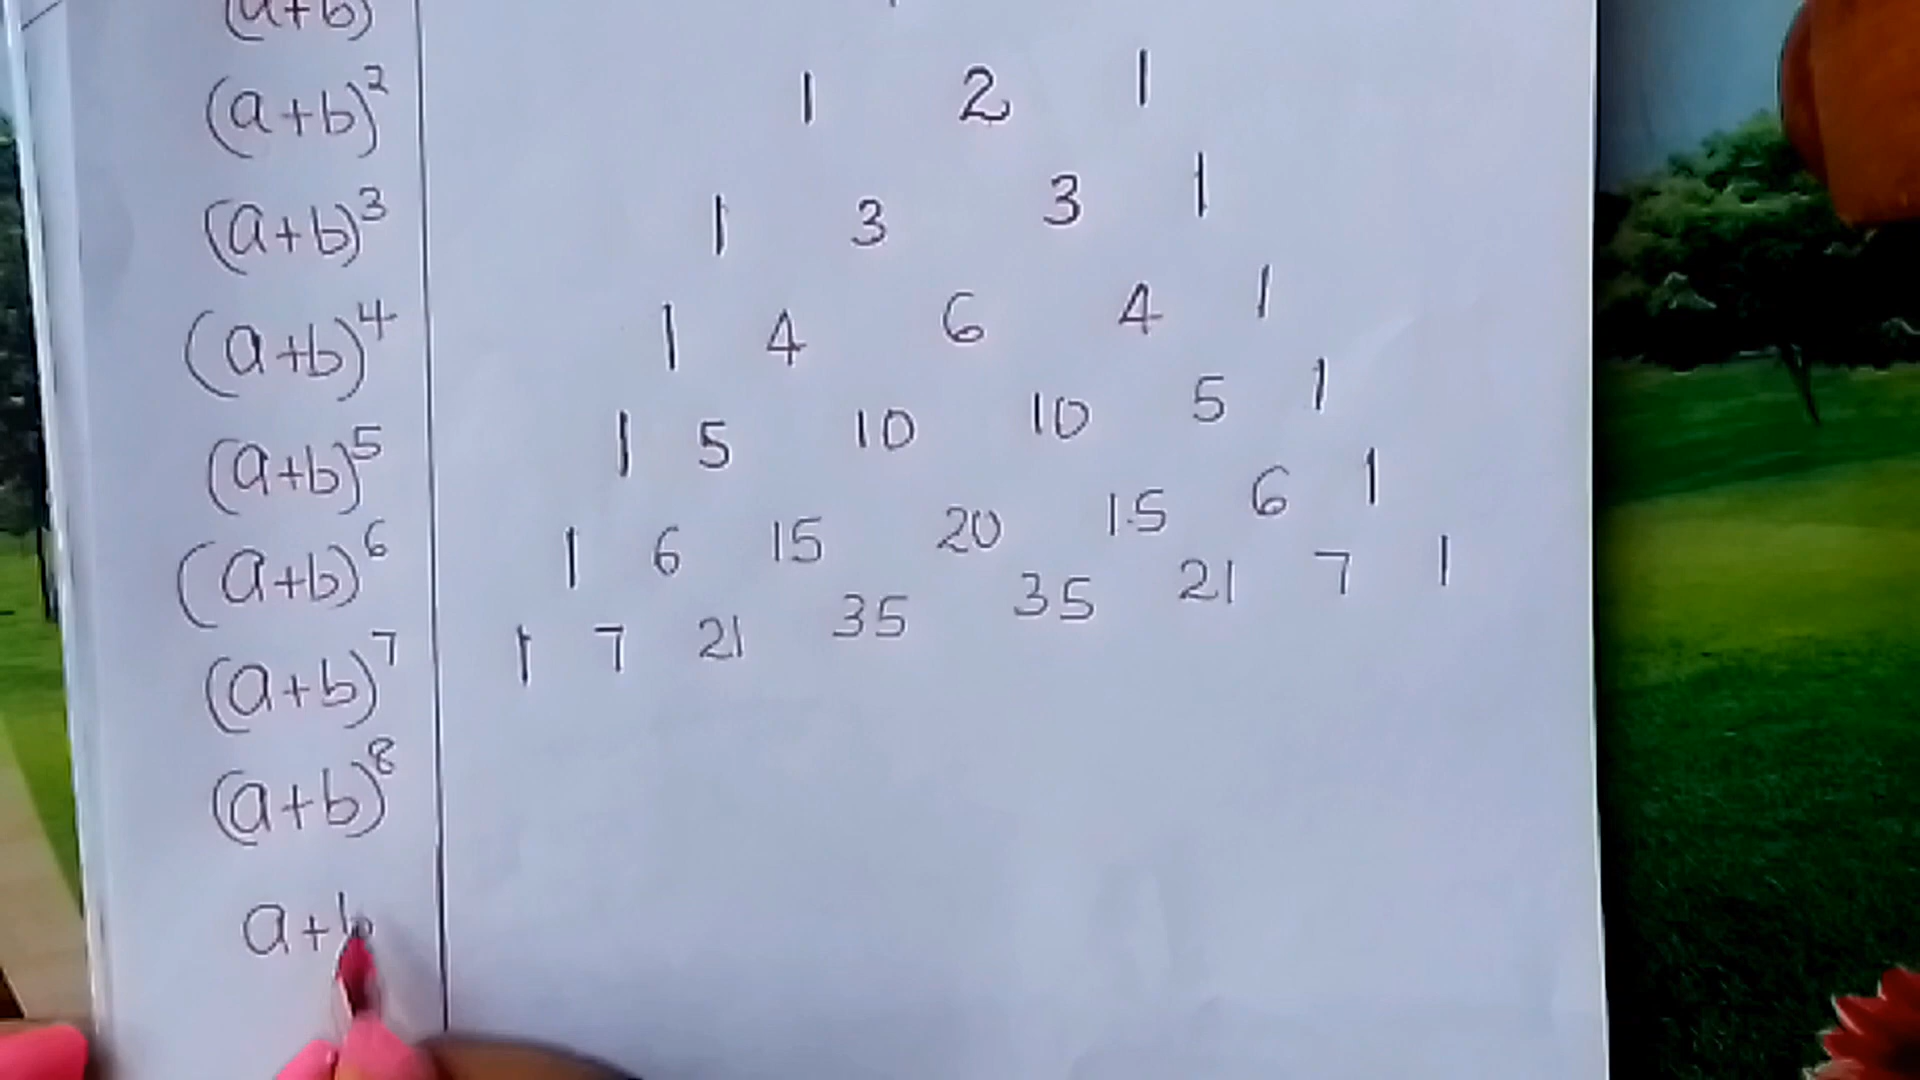 (a+b)
(a+b)² 1 2 1
(a+b)³ 1 3 3 1
(a+b)⁴ 1 4 6 4 1
(a+b)⁵ 1 5 10 10 5 1
(a+b)⁶ 1 6 15 20 15 6 1
(a+b)⁷ 1 7 21 35 35 21 7 1
(a+b)⁸
a+b